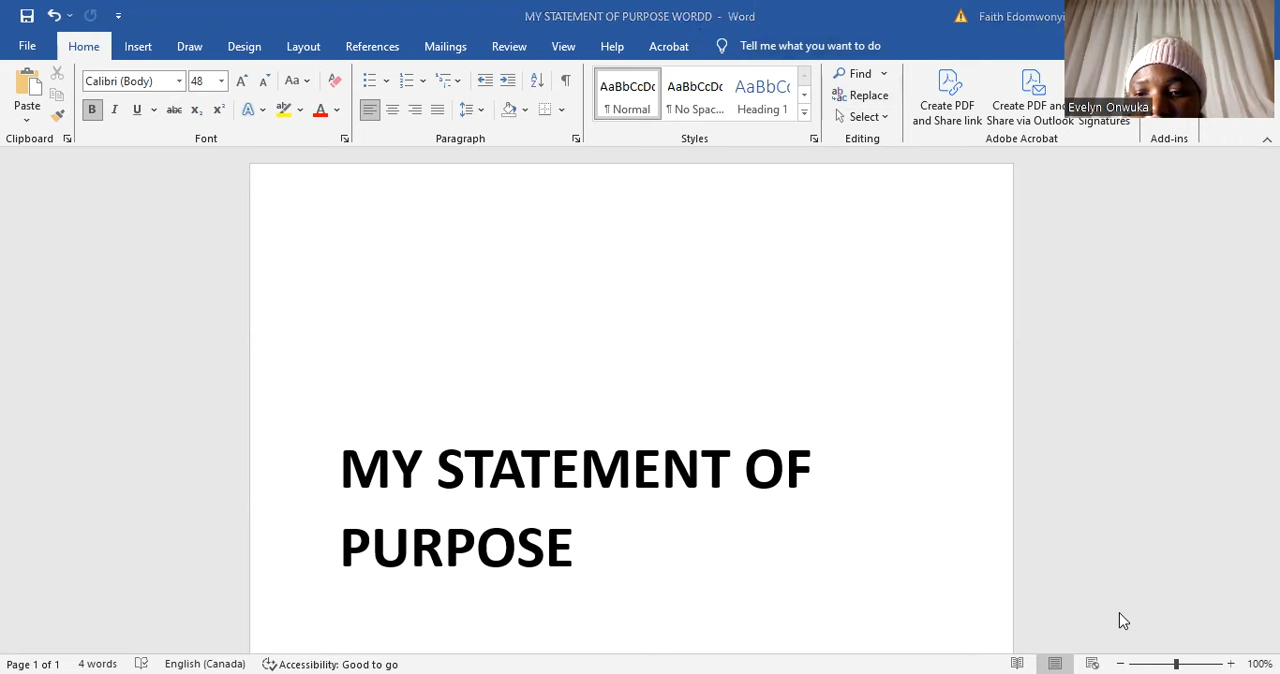 MY STATEMENT OF PURPOSE WORDD - Word
Faith Edomwonyi
File Home Insert Draw Design Layout References Mailings Review View Help Acrobat Tell me what you want to do
Evelyn Onwuka
Paste
Clipboard
Calibri (Body) 48
Aa
B I U abc x₂ x² A A
Font
Paragraph
AaBbCcDc AaBbCcDc AaBbCc
¶ Normal ¶ No Spac... Heading 1
Styles
Find
Replace
Select
Editing
Create PDF and Share link
Create PDF and Share via Outlook
Signatures
Adobe Acrobat
Add-ins
MY STATEMENT OF
PURPOSE
Page 1 of 1 4 words English (Canada) Accessibility: Good to go 100%